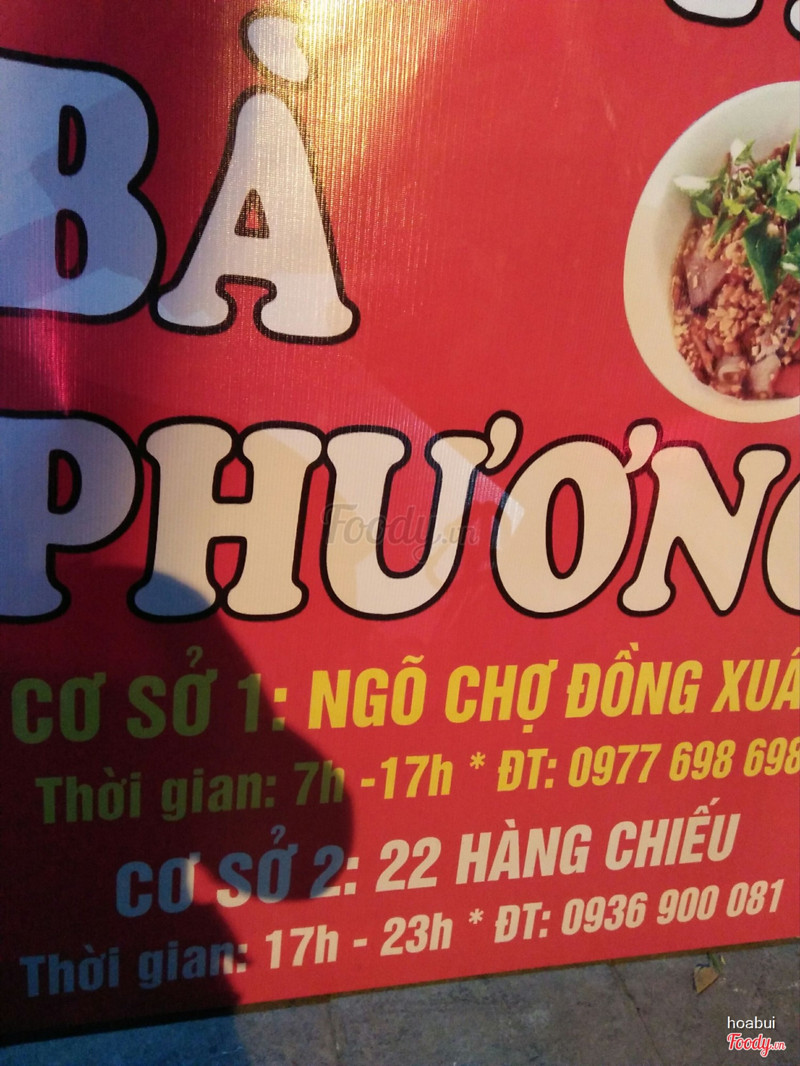 BÀ
PHƯƠNG
CƠ SỞ 1: NGÕ CHỢ ĐỒNG XUÂ
Thời gian: 7h -17h * ĐT: 0977 698 698
CƠ SỞ 2: 22 HÀNG CHIẾU
Thời gian: 17h - 23h * ĐT: 0936 900 081
Foody.vn
hoabui
Foody.vn